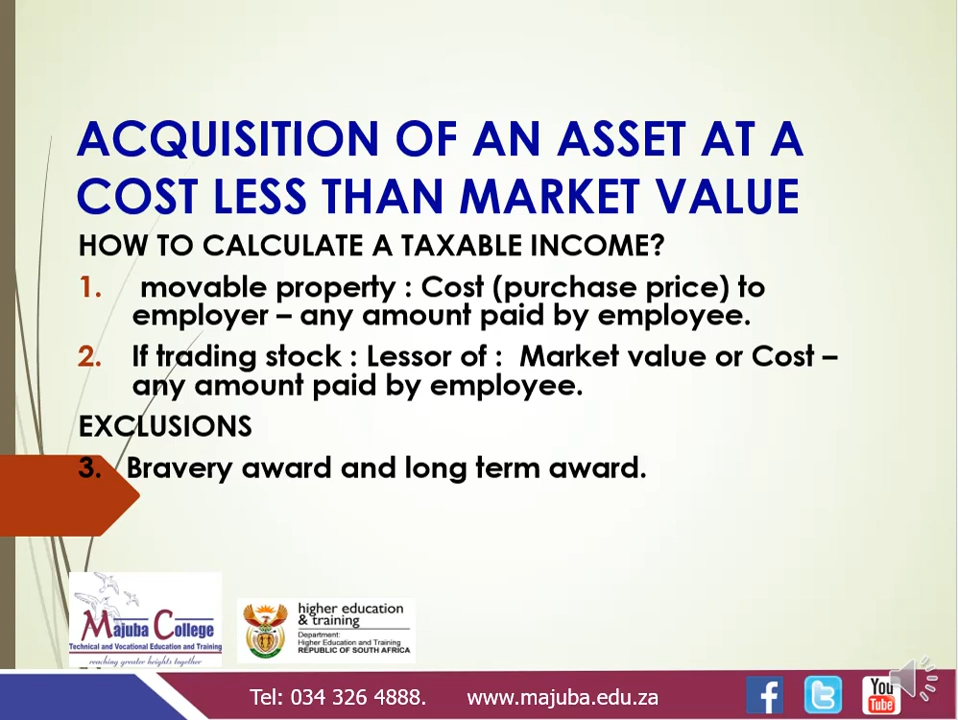 ACQUISITION OF AN ASSET AT A
COST LESS THAN MARKET VALUE
HOW TO CALCULATE A TAXABLE INCOME?
1. movable property : Cost (purchase price) to
employer – any amount paid by employee.
2. If trading stock : Lessor of : Market value or Cost –
any amount paid by employee.
EXCLUSIONS
3. Bravery award and long term award.
Majuba College
Technical and Vocational Education and Training
reaching greater heights together
higher education
& training
Department:
Higher Education and Training
REPUBLIC OF SOUTH AFRICA
Tel: 034 326 4888. www.majuba.edu.za
You
Tube